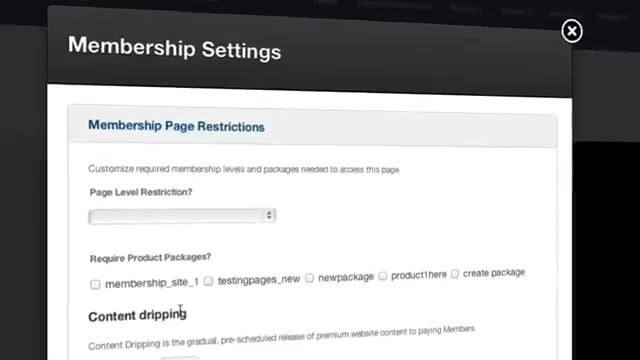 Membership Settings
Membership Page Restrictions
Customize required membership levels and packages needed to access this page.
Page Level Restriction?
Require Product Packages?
membership_site_1 testingpages_new newpackage product1here create package
Content dripping
Content Dripping is the gradual, pre-scheduled release of premium website content to paying Members.